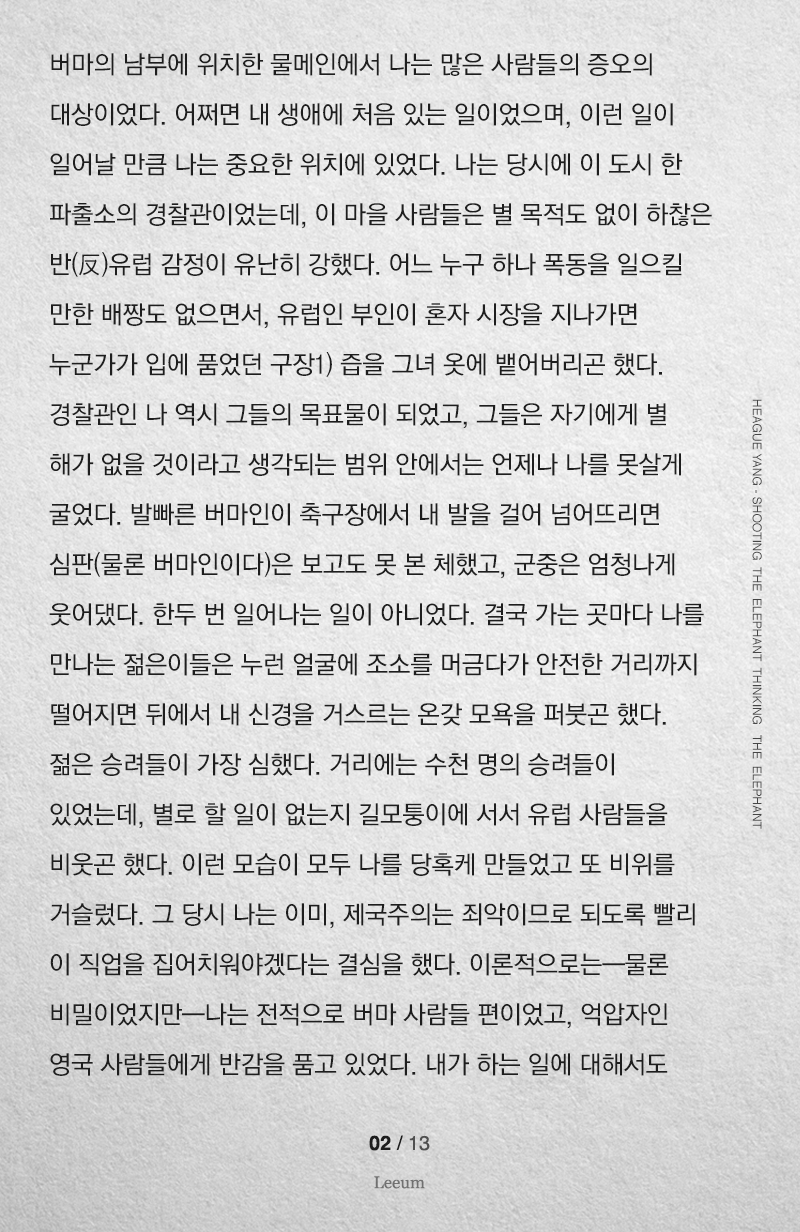 버마의 남부에 위치한 물메인에서 나는 많은 사람들의 증오의
대상이었다. 어쩌면 내 생애에 처음 있는 일이었으며, 이런 일이
일어날 만큼 나는 중요한 위치에 있었다. 나는 당시에 이 도시 한
파출소의 경찰관이었는데, 이 마을 사람들은 별 목적도 없이 하찮은
반(反)유럽 감정이 유난히 강했다. 어느 누구 하나 폭동을 일으킬
만한 배짱도 없으면서, 유럽인 부인이 혼자 시장을 지나가면
누군가가 입에 품었던 구장1) 즙을 그녀 옷에 뱉어버리곤 했다.
경찰관인 나 역시 그들의 목표물이 되었고, 그들은 자기에게 별
해가 없을 것이라고 생각되는 범위 안에서는 언제나 나를 못살게
굴었다. 발빠른 버마인이 축구장에서 내 발을 걸어 넘어뜨리면
심판(물론 버마인이다)은 보고도 못 본 체했고, 군중은 엄청나게
웃어댔다. 한두 번 일어나는 일이 아니었다. 결국 가는 곳마다 나를
만나는 젊은이들은 누런 얼굴에 조소를 머금다가 안전한 거리까지
떨어지면 뒤에서 내 신경을 거스르는 온갖 모욕을 퍼붓곤 했다.
젊은 승려들이 가장 심했다. 거리에는 수천 명의 승려들이
있었는데, 별로 할 일이 없는지 길모퉁이에 서서 유럽 사람들을
비웃곤 했다. 이런 모습이 모두 나를 당혹케 만들었고 또 비위를
거슬렀다. 그 당시 나는 이미, 제국주의는 죄악이므로 되도록 빨리
이 직업을 집어치워야겠다는 결심을 했다. 이론적으로는—물론
비밀이었지만—나는 전적으로 버마 사람들 편이었고, 억압자인
영국 사람들에게 반감을 품고 있었다. 내가 하는 일에 대해서도
HEAGUE YANG - SHOOTING THE ELEPHANT THINKING THE ELEPHANT
02 / 13
Leeum